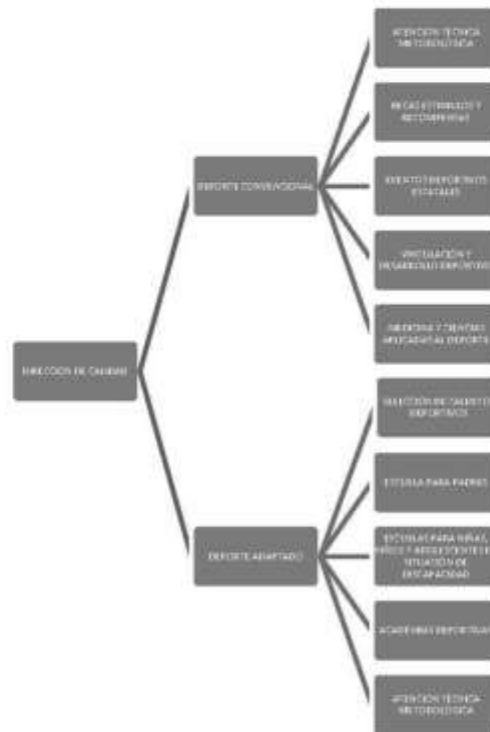 ATENCIÓN TÉCNICA
METODOLÓGICA
BECAS ESTÍMULOS Y
RECOMPENSAS
DEPORTE CONVENCIONAL
EVENTOS DEPORTIVOS
ESTATALES
VINCULACIÓN Y
DESARROLLO DEPORTIVO
MEDICINA Y CIENCIAS
APLICADAS AL DEPORTE
DIRECCIÓN DE CALIDAD
SELECCIÓN DE TALENTOS
DEPORTIVOS
ESCUELA PARA PADRES
DEPORTE ADAPTADO
ESCUELAS PARA NIÑAS,
NIÑOS Y ADOLESCENTES
SITUACIÓN DE
DISCAPACIDAD
ACADEMIAS DEPORTIVAS
ATENCIÓN TÉCNICA
METODOLÓGICA